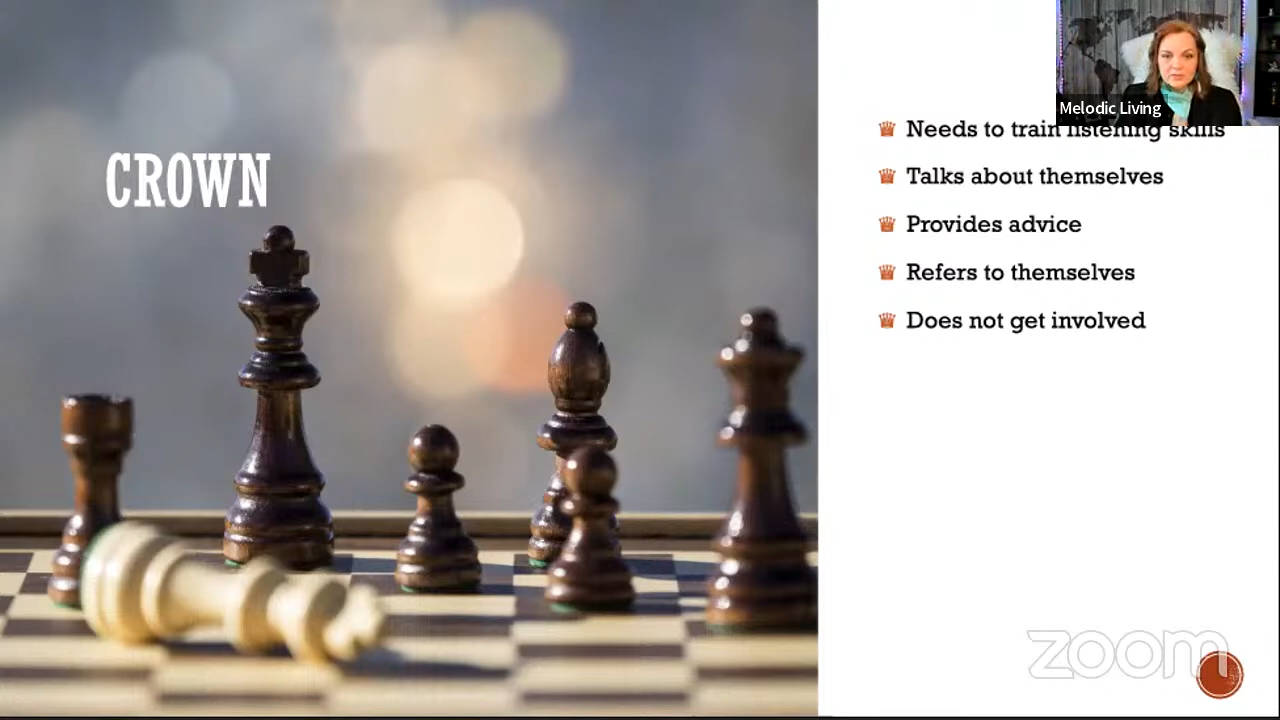 CROWN
Melodic Living
Needs to train listening skills
Talks about themselves
Provides advice
Refers to themselves
Does not get involved
zoom